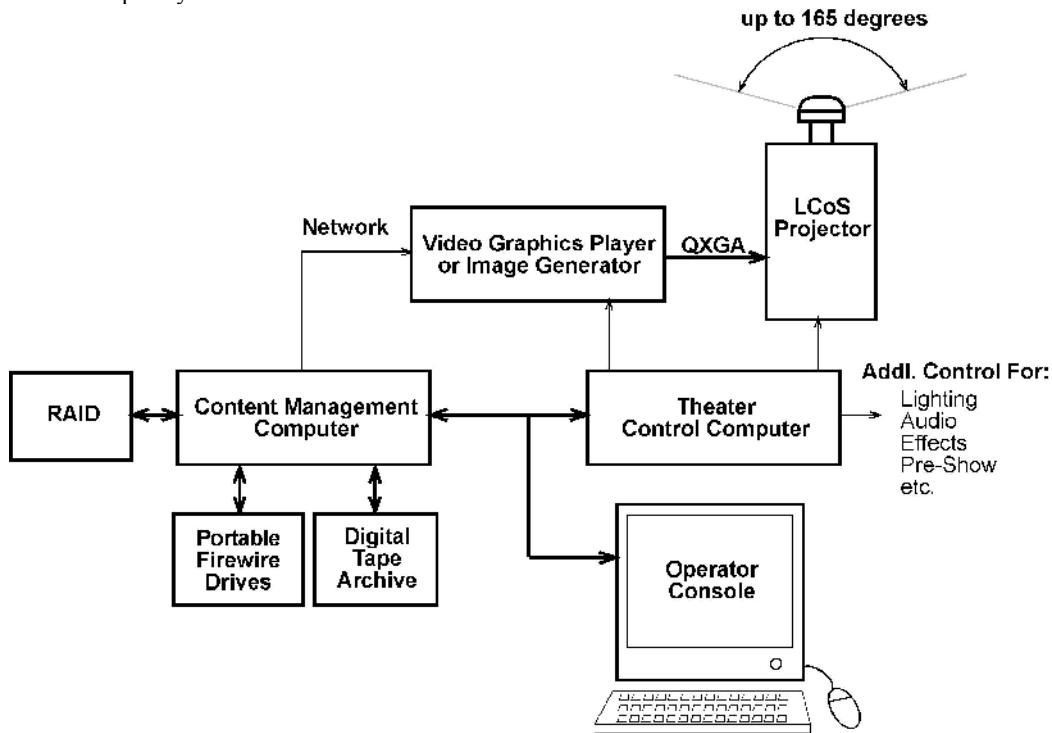 up to 165 degrees
LCoS
Projector
Network
Video Graphics Player
or Image Generator
QXGA
RAID
Content Management
Computer
Theater
Control Computer
Addl. Control For:
Lighting
Audio
Effects
Pre-Show
etc.
Portable
Firewire
Drives
Digital
Tape
Archive
Operator
Console